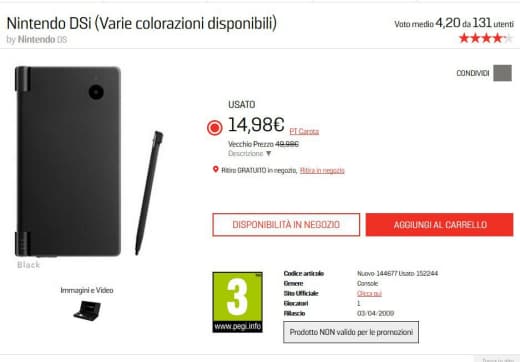 Nintendo DSi (Varie colorazioni disponibili)
Voto medio 4,20 da 131 utenti
by Nintendo DS
CONDIVIDI
USATO
14,98€ PT Carota
Vecchio Prezzo 49,98€
Descrizione ▼
Ritiro GRATUITO in negozio, Ritira in negozio
DISPONIBILITÀ IN NEGOZIO
AGGIUNGI AL CARRELLO
Black
Immagini e Video
3
www.pegi.info
Codice articolo Nuovo 144677 Usato 152244
Genere Console
Sito Ufficiale Clicca qui
Giocatori 1
Rilascio 03/04/2009
Prodotto NON valido per le promozioni